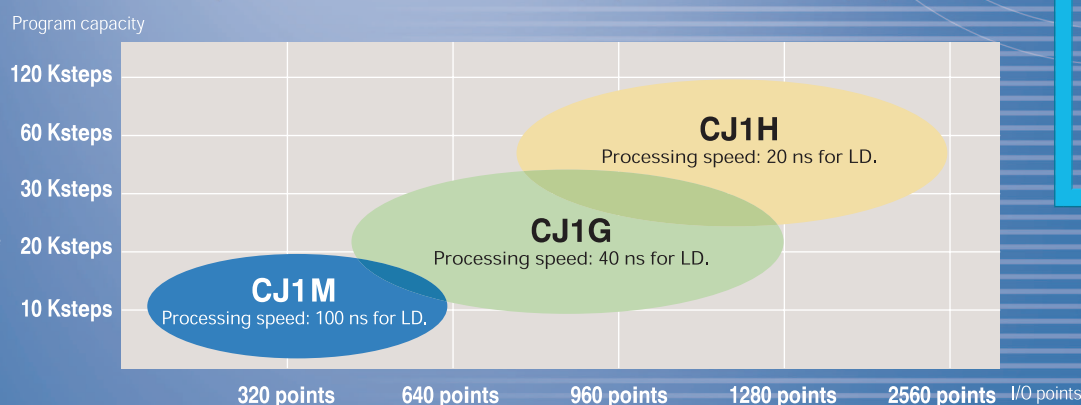 Program capacity
120 Ksteps
60 Ksteps
30 Ksteps
20 Ksteps
10 Ksteps
CJ1H
Processing speed: 20 ns for LD.
CJ1G
Processing speed: 40 ns for LD.
CJ1M
Processing speed: 100 ns for LD.
320 points
640 points
960 points
1280 points
2560 points
I/O points